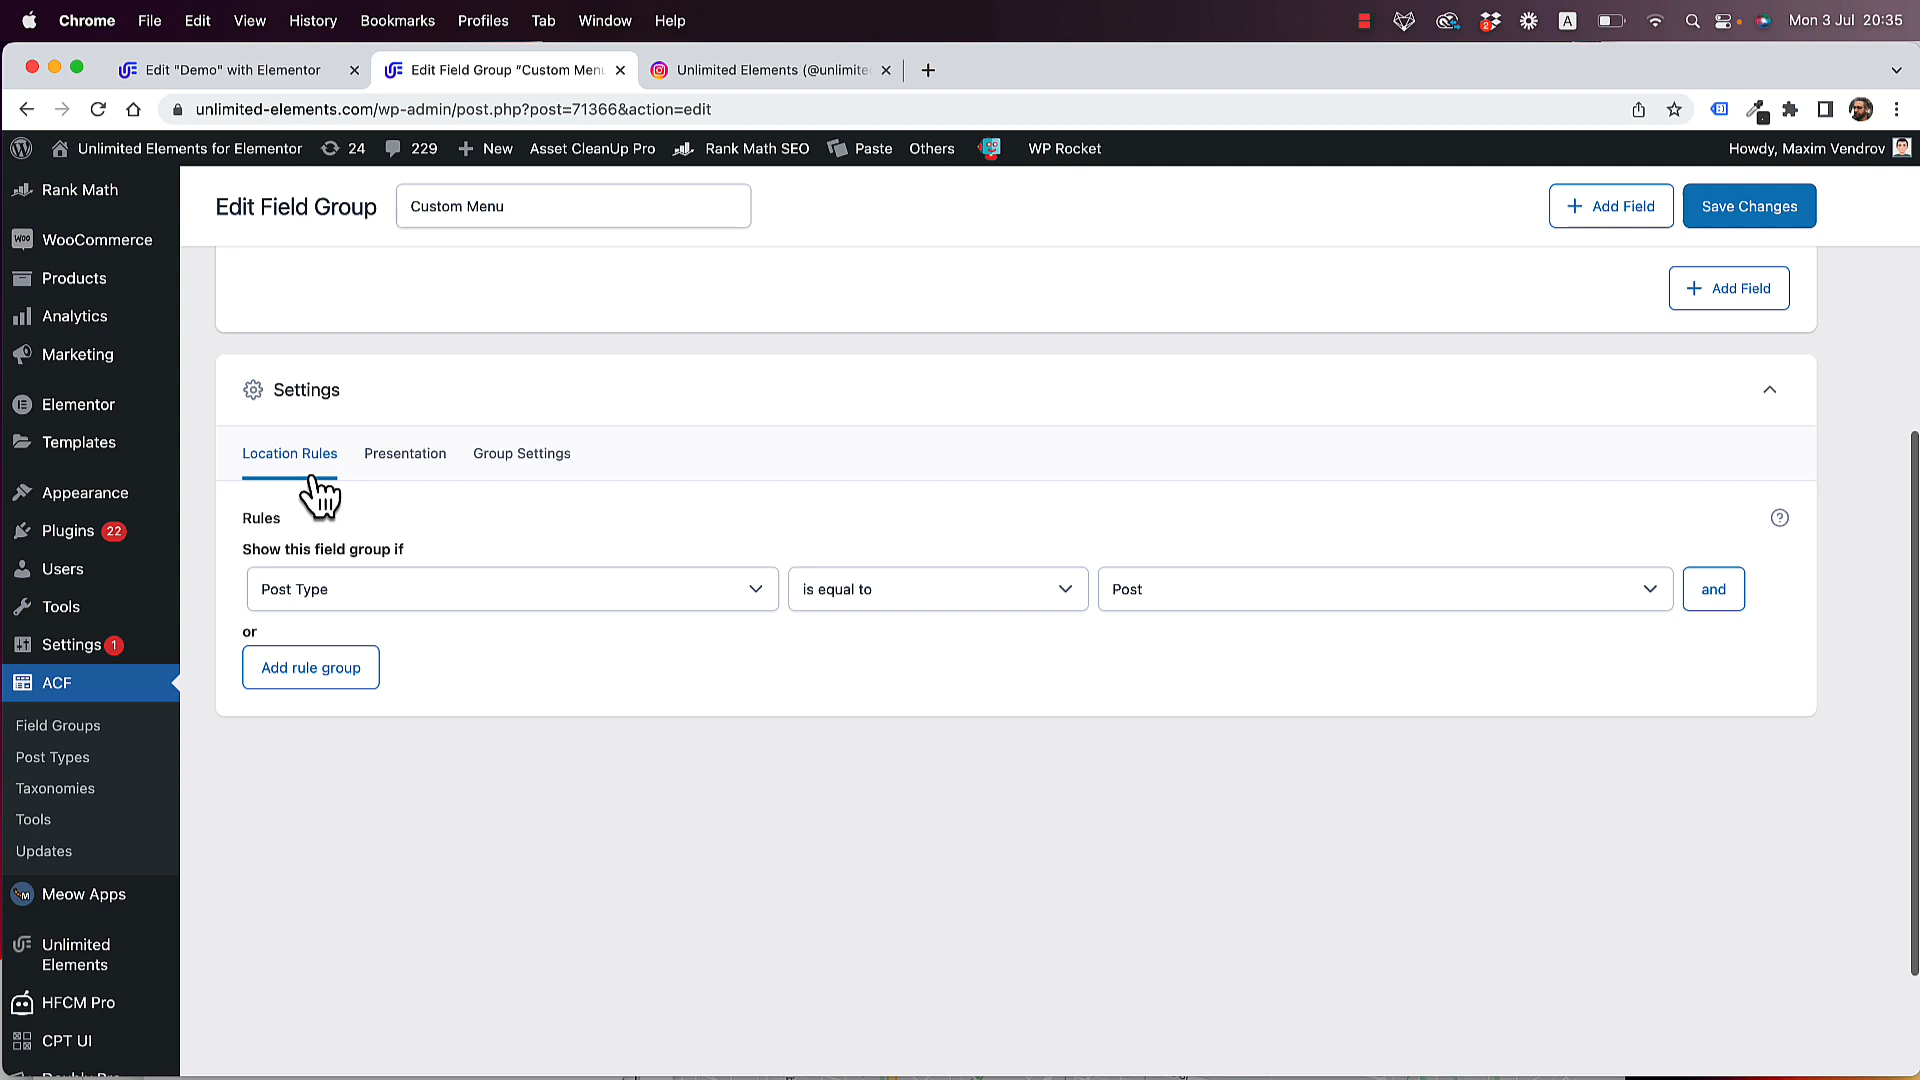 Chrome File Edit View History Bookmarks Profiles Tab Window Help
2 A Mon 3 Jul 20:35
Edit "Demo" with Elementor
Edit Field Group “Custom Menu
Unlimited Elements (@unlimite
unlimited-elements.com/wp-admin/post.php?post=71366&action=edit
Unlimited Elements for Elementor 24 229 New Asset CleanUp Pro Rank Math SEO Paste Others WP Rocket Howdy, Maxim Vendrov
Rank Math
WooCommerce
Products
Analytics
Marketing
Elementor
Templates
Appearance
Plugins 22
Users
Tools
Settings 1
ACF
Field Groups
Post Types
Taxonomies
Tools
Updates
Meow Apps
Unlimited
Elements
HFCM Pro
CPT UI
Edit Field Group Custom Menu
Add Field Save Changes
Add Field
Settings
Location Rules Presentation Group Settings
Rules
Show this field group if
Post Type is equal to Post and
or
Add rule group